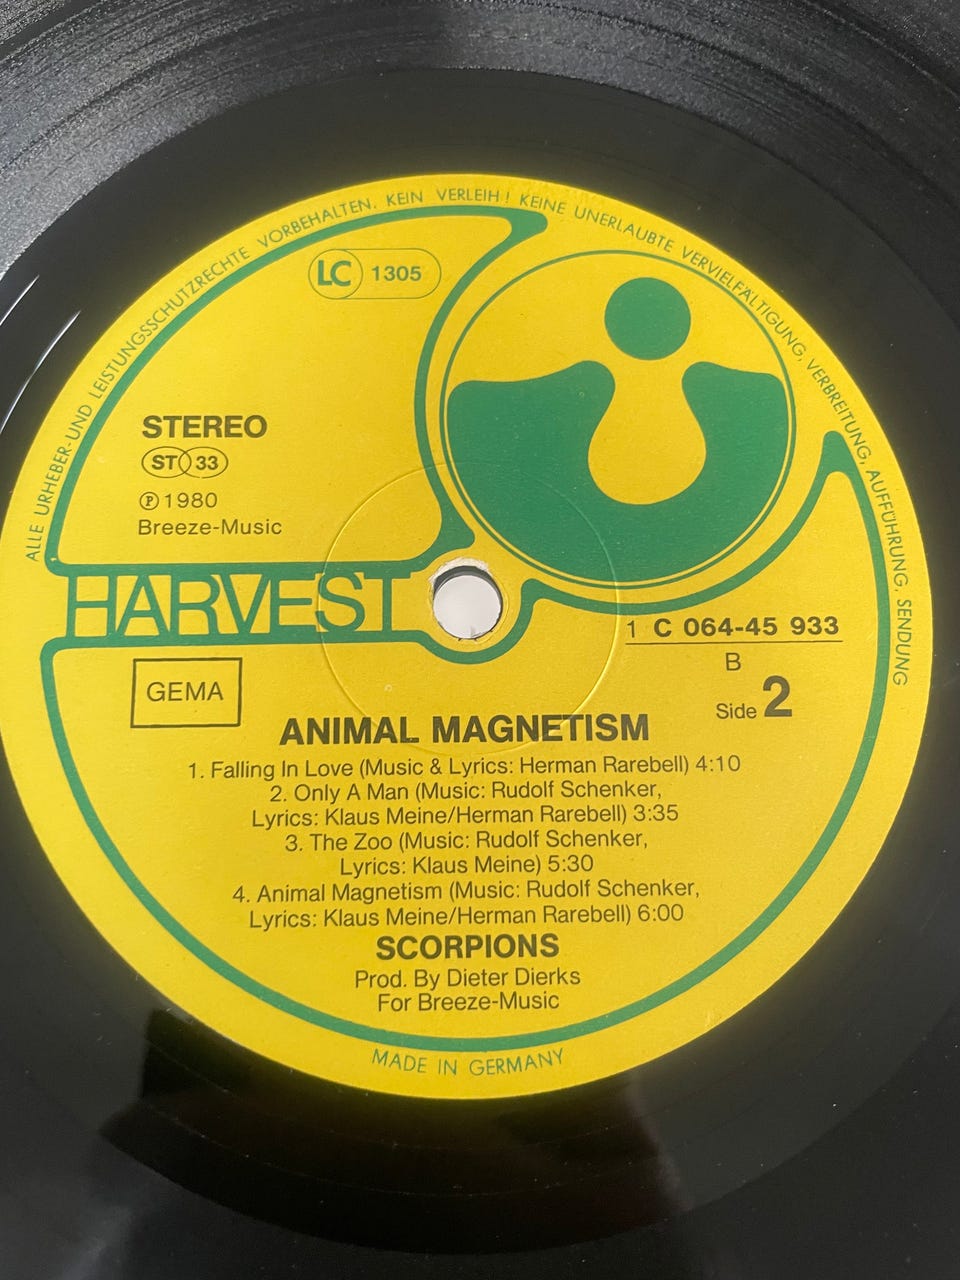 ALLE URHEBER-UND LEISTUNGSSCHUTZRECHTE VORBEHALTEN. KEIN VERLEIH! KEINE UNERLAUBTE VERVIELFÄLTIGUNG, VERBREITUNG, AUFFÜHRUNG, SENDUNG
LC 1305
STEREO
ST 33
℗ 1980
Breeze-Music
HARVEST
1 C 064-45 933
B
Side 2
GEMA
ANIMAL MAGNETISM
1. Falling In Love (Music & Lyrics: Herman Rarebell) 4:10
2. Only A Man (Music: Rudolf Schenker,
Lyrics: Klaus Meine/Herman Rarebell) 3:35
3. The Zoo (Music: Rudolf Schenker,
Lyrics: Klaus Meine) 5:30
4. Animal Magnetism (Music: Rudolf Schenker,
Lyrics: Klaus Meine/Herman Rarebell) 6:00
SCORPIONS
Prod. By Dieter Dierks
For Breeze-Music
MADE IN GERMANY